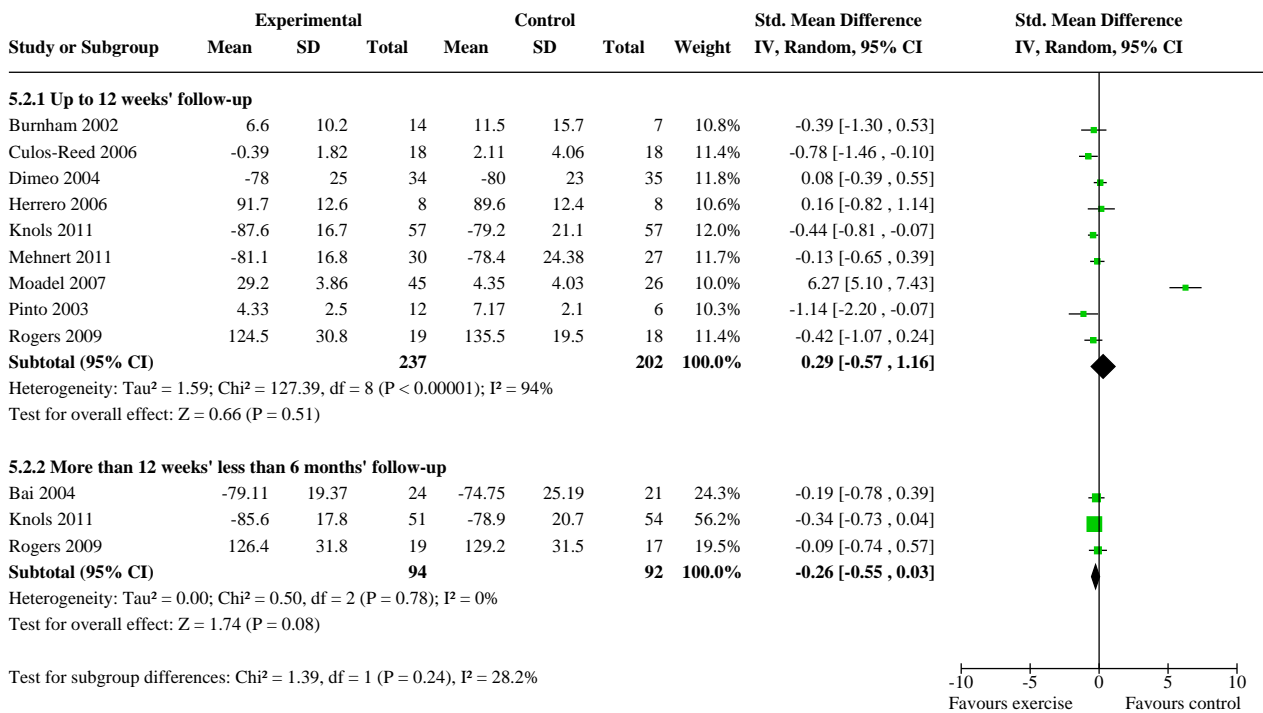 Experimental Control Std. Mean Difference Std. Mean Difference
Study or Subgroup Mean SD Total Mean SD Total Weight IV, Random, 95% CI IV, Random, 95% CI
5.2.1 Up to 12 weeks' follow-up
Burnham 2002 6.6 10.2 14 11.5 15.7 7 10.8% -0.39 [-1.30 , 0.53]
Culos-Reed 2006 -0.39 1.82 18 2.11 4.06 18 11.4% -0.78 [-1.46 , -0.10]
Dimeo 2004 -78 25 34 -80 23 35 11.8% 0.08 [-0.39 , 0.55]
Herrero 2006 91.7 12.6 8 89.6 12.4 8 10.6% 0.16 [-0.82 , 1.14]
Knols 2011 -87.6 16.7 57 -79.2 21.1 57 12.0% -0.44 [-0.81 , -0.07]
Mehnert 2011 -81.1 16.8 30 -78.4 24.38 27 11.7% -0.13 [-0.65 , 0.39]
Moadel 2007 29.2 3.86 45 4.35 4.03 26 10.0% 6.27 [5.10 , 7.43]
Pinto 2003 4.33 2.5 12 7.17 2.1 6 10.3% -1.14 [-2.20 , -0.07]
Rogers 2009 124.5 30.8 19 135.5 19.5 18 11.4% -0.42 [-1.07 , 0.24]
Subtotal (95% CI) 237 202 100.0% 0.29 [-0.57 , 1.16]
Heterogeneity: Tau² = 1.59; Chi² = 127.39, df = 8 (P < 0.00001); I² = 94%
Test for overall effect: Z = 0.66 (P = 0.51)
5.2.2 More than 12 weeks' less than 6 months' follow-up
Bai 2004 -79.11 19.37 24 -74.75 25.19 21 24.3% -0.19 [-0.78 , 0.39]
Knols 2011 -85.6 17.8 51 -78.9 20.7 54 56.2% -0.34 [-0.73 , 0.04]
Rogers 2009 126.4 31.8 19 129.2 31.5 17 19.5% -0.09 [-0.74 , 0.57]
Subtotal (95% CI) 94 92 100.0% -0.26 [-0.55 , 0.03]
Heterogeneity: Tau² = 0.00; Chi² = 0.50, df = 2 (P = 0.78); I² = 0%
Test for overall effect: Z = 1.74 (P = 0.08)
Test for subgroup differences: Chi² = 1.39, df = 1 (P = 0.24), I² = 28.2%
-10 -5 0 5 10
Favours exercise Favours control